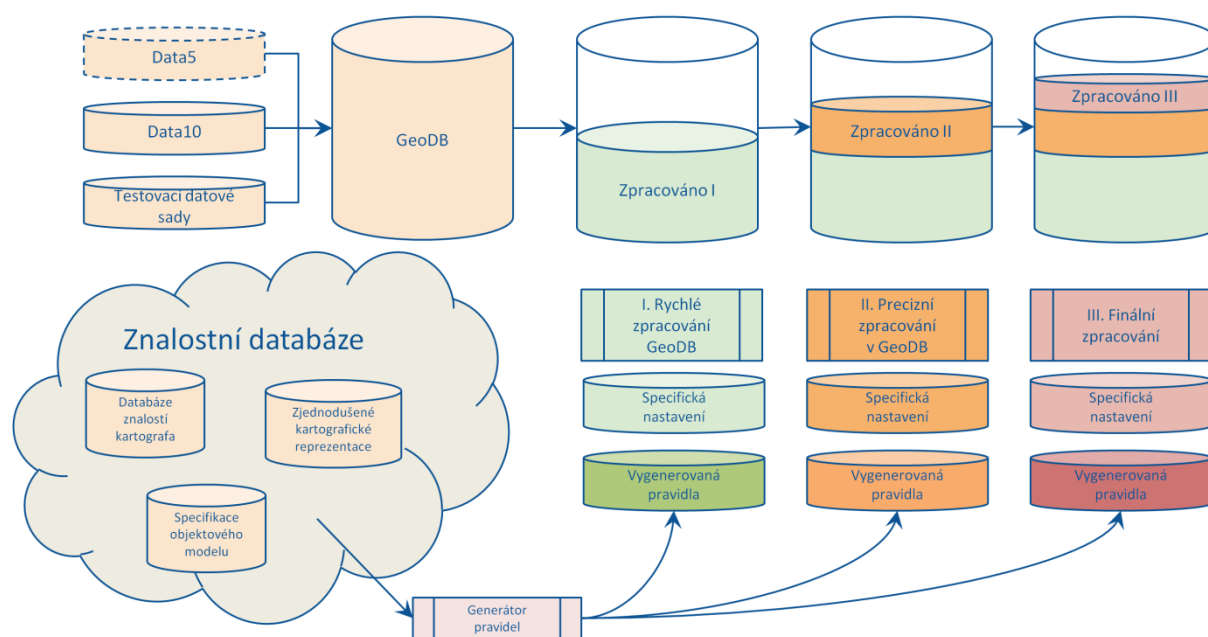 Data5
Data10
Testovaci datové
sady
GeoDB
Zpracováno I
Zpracováno II
Zpracováno III
Znalostní databáze
Databáze
znalostí
kartografa
Zjednodušené
kartografické
reprezentace
Specifikace
objektového
modelu
I. Rychlé
zpracování
GeoDB
II. Precizní
zpracování
v GeoDB
III. Finální
zpracování
Specifická
nastavení
Specifická
nastavení
Specifická
nastavení
Vygenerovaná
pravidla
Vygenerovaná
pravidla
Vygenerovaná
pravidla
Generátor
pravidel